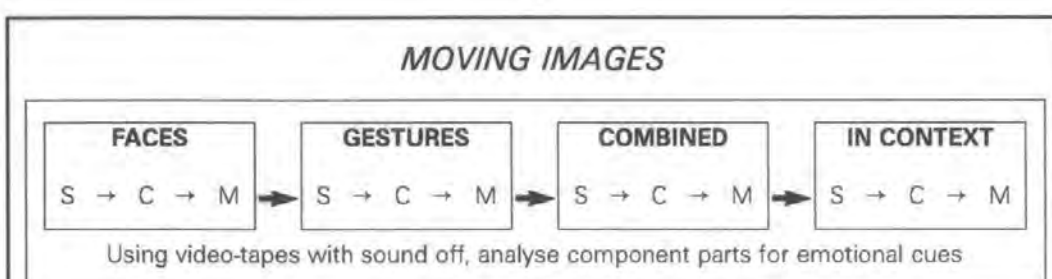 MOVING IMAGES
FACES GESTURES COMBINED IN CONTEXT
S → C → M S → C → M S → C → M S → C → M
Using video-tapes with sound off, analyse component parts for emotional cues